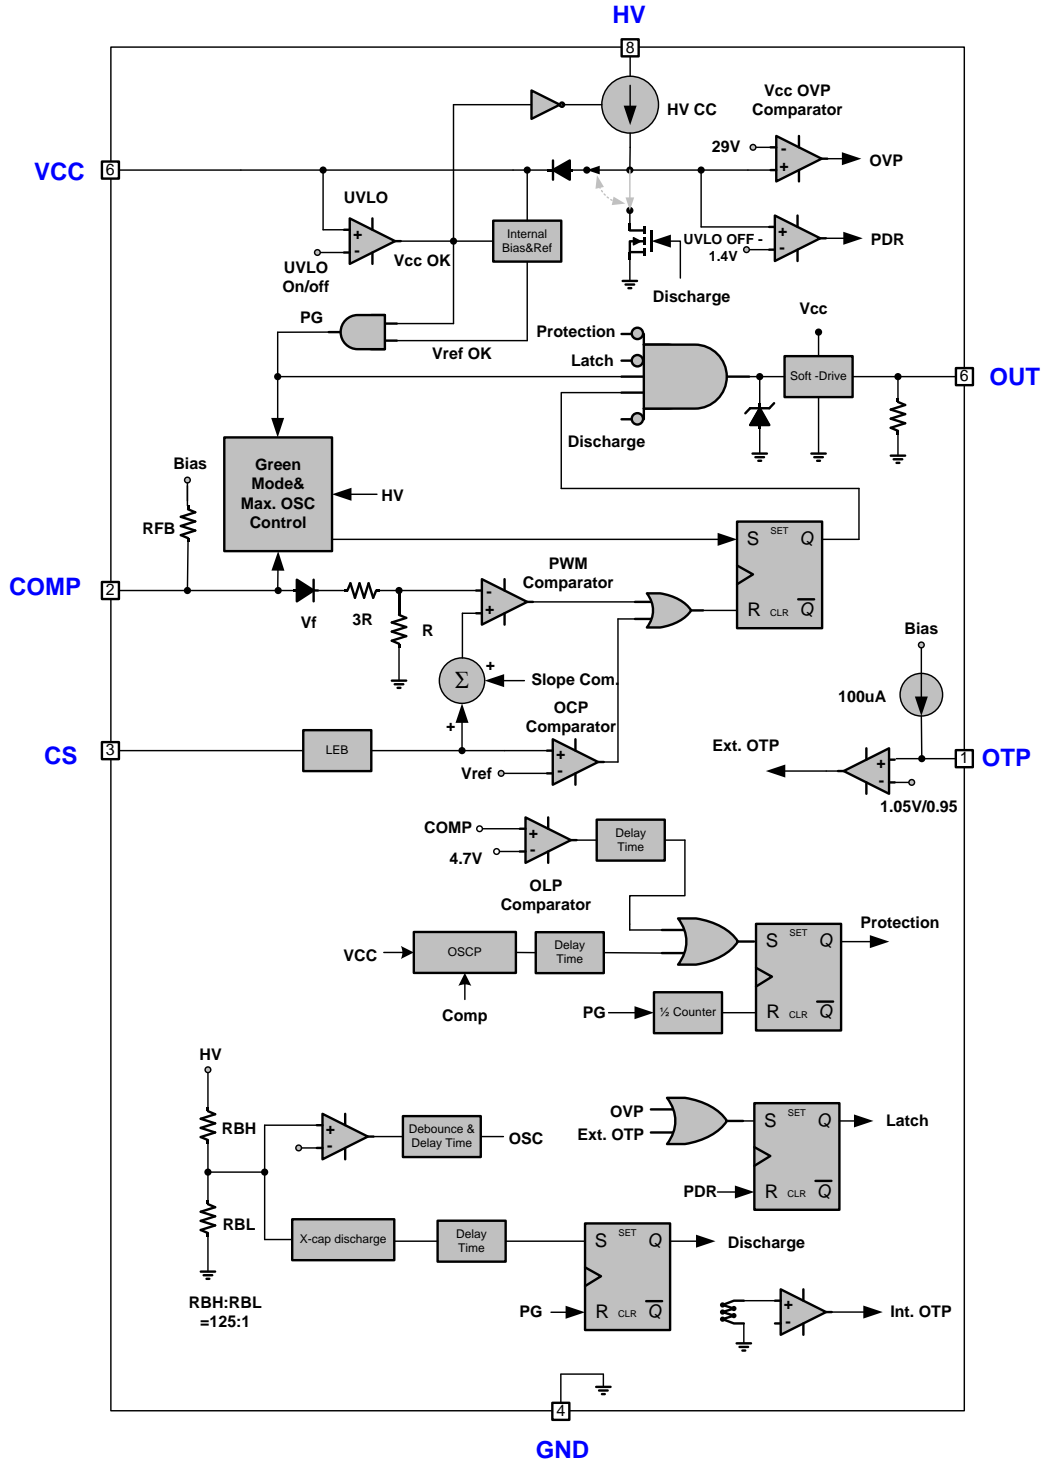 HV
8
HV CC
Vcc OVP
Comparator
29V
-
+
OVP
VCC
6
UVLO
+
-
UVLO
On/off
Vcc OK
Internal
Bias&Ref
UVLO OFF -
1.4V
+
-
PDR
Discharge
PG
Vref OK
Protection
Latch
Discharge
Vcc
Soft -Drive
6
OUT
Green
Mode&
Max. OSC
Control
HV
Bias
RFB
COMP
2
Vf
3R
R
PWM
Comparator
-
+
S
SET
Q
R
CLR
Q
Σ
+
+
Slope Com.
OCP
Comparator
CS
3
LEB
+
-
Vref
Bias
100uA
Ext. OTP
+
-
1
OTP
1.05V/0.95
COMP
4.7V
+
-
Delay
Time
OLP
Comparator
VCC
OSCP
Comp
Delay
Time
PG
½ Counter
S
SET
Q
R
CLR
Q
Protection
HV
RBH
RBL
RBH:RBL
=125:1
+
-
Debounce &
Delay Time
OSC
OVP
Ext. OTP
PDR
S
SET
Q
R
CLR
Q
Latch
X-cap discharge
Delay
Time
PG
S
SET
Q
R
CLR
Q
Discharge
+
-
Int. OTP
4
GND